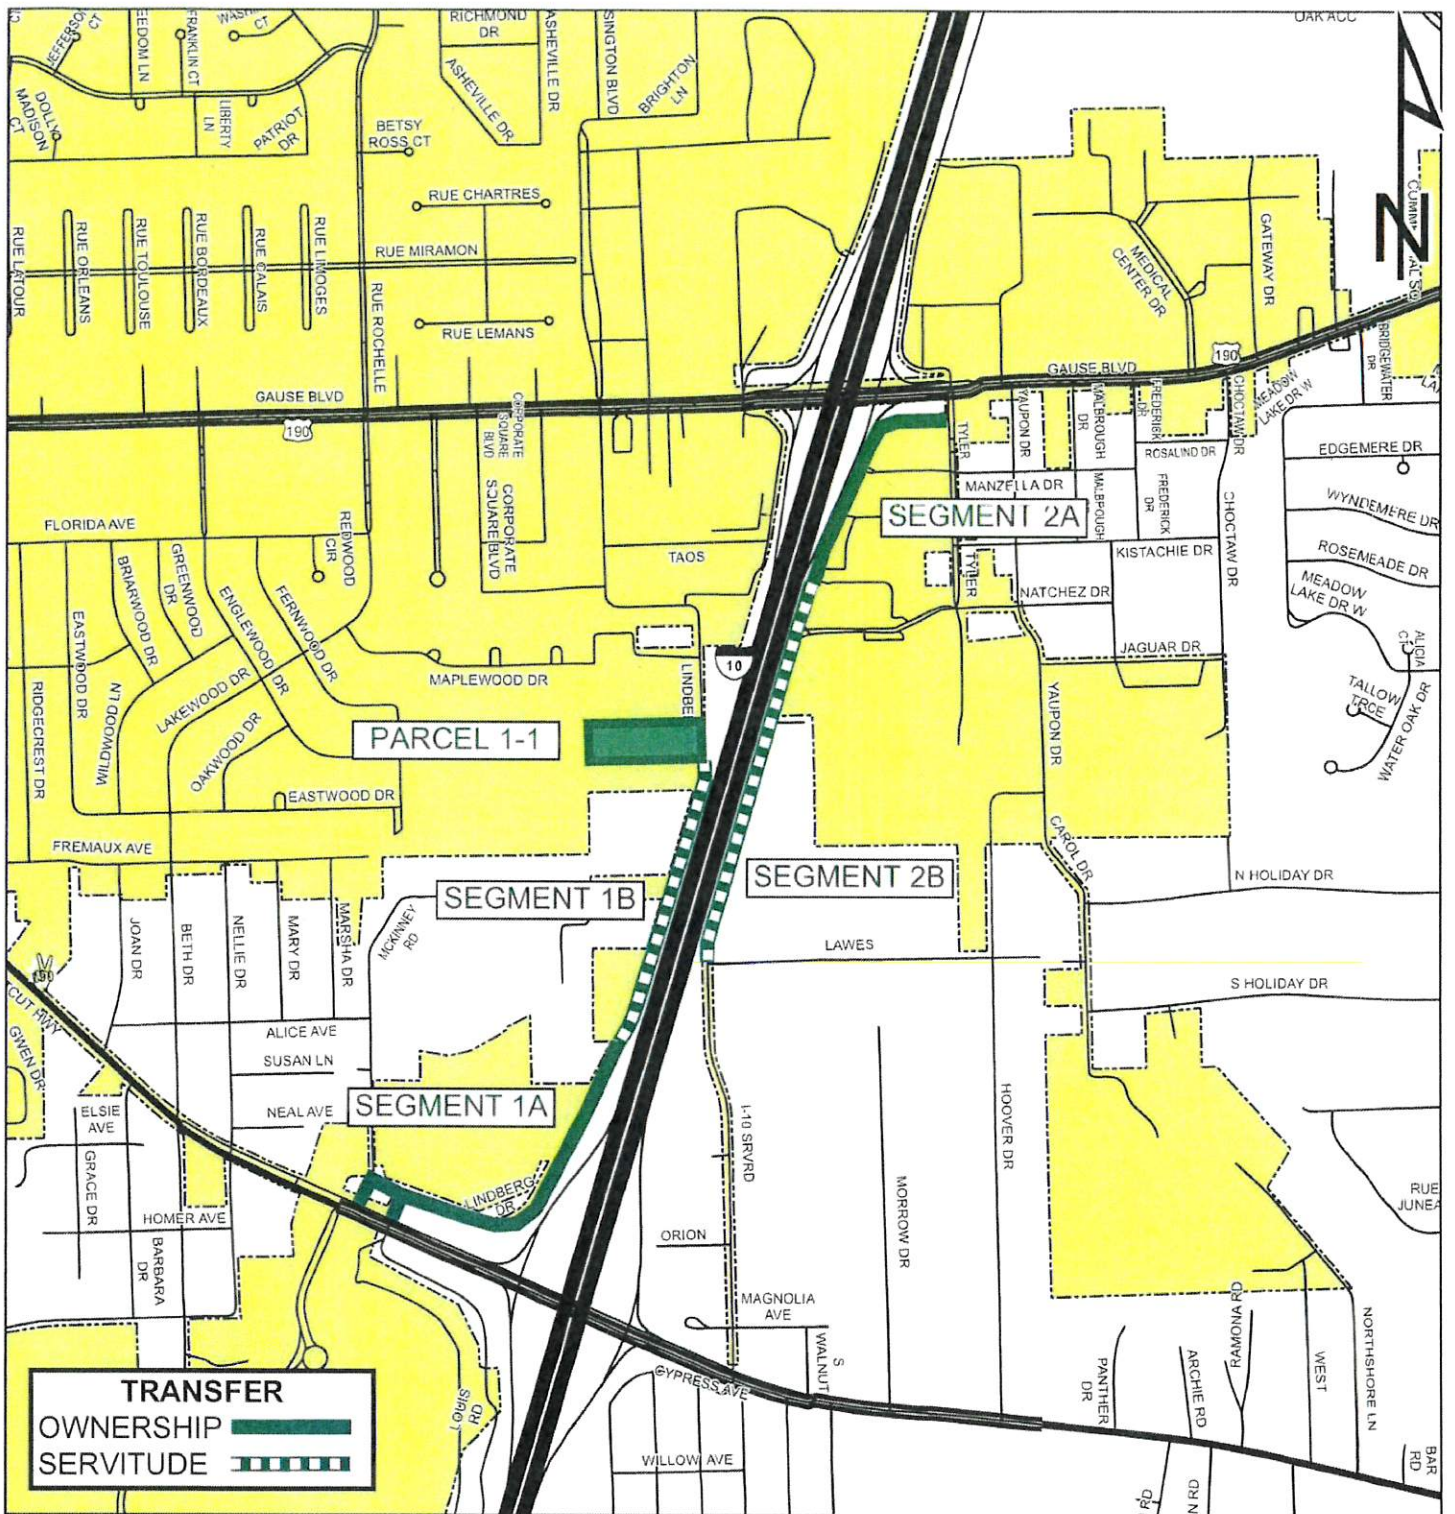 JEFFERSON
CT
FREEDOM LN
FRANKLIN CT
CT
RICHMOND
DR
ASHEVILLE DR
ASHEVILLE DR
BRIGHTON
LN
DOLLY
MADISON
CT
LIBERTY
LN
PATRIOT
DR
BETSY
ROSS CT
RUE CHARTRES
RUE MIRAMON
RUE LEMANS
RUE LATOUR
RUE ORLEANS
RUE TOULOUSE
RUE BORDEAUX
RUE CALAIS
RUE LIMOGES
RUE ROCHELLE
MEDICAL
CENTER DR
GATEWAY DR
N
GAUSE BLVD
190
GAUSE BLVD
190
BRIDGEWATER
DR
CORPORATE
SQUARE
BLVD
CORPORATE
SQUARE BLVD
TYLER
YAUPON DR
MALBROUGH
DR
FREDERICK
DR
CHOCTAW DR
MEADOW
LAKE DR W
ROSALIND DR
EDGEMERE DR
MANZELLA DR
FREDERICK
DR
CHOCTAW DR
WYNDEMERE DR
ROSEMEADE DR
MEADOW
LAKE DR W
ALICIA
CT
SEGMENT 2A
KISTACHIE DR
TYLER
NATCHEZ DR
JAGUAR DR
YAUPON DR
TALLOW
TRCE
WATER OAK DR
FLORIDA AVE
REDWOOD
CIR
TAOS
BRIARWOOD DR
GREENWOOD
DR
ENGLEWOOD DR
FERNWOOD DR
EASTWOOD DR
RIDGECREST DR
WILDWOOD LN
LAKEWOOD DR
OAKWOOD DR
MAPLEWOOD DR
10
PARCEL 1-1
EASTWOOD DR
FREMAUX AVE
SEGMENT 1B
SEGMENT 2B
CAROL DR
N HOLIDAY DR
S HOLIDAY DR
LAWES
JOAN DR
BETH DR
NELLIE DR
MARY DR
MARSHA DR
MCKINNEY
RD
190
GWEN DR
ALICE AVE
SUSAN LN
NEAL AVE
ELSIE
AVE
GRACE DR
SEGMENT 1A
LINDBERG
DR
I-10 SRVRD
HOOVER DR
MORROW DR
HOMER AVE
BARBARA
DR
ORION
MAGNOLIA
AVE
S
WALNUT
CYPRESS AVE
WILLOW AVE
LOUIS
RD
PANTHER
DR
ARCHIE RD
RAMONA RD
WEST
NORTHSHORE LN
BAR
RD
TRANSFER
OWNERSHIP
SERVITUDE